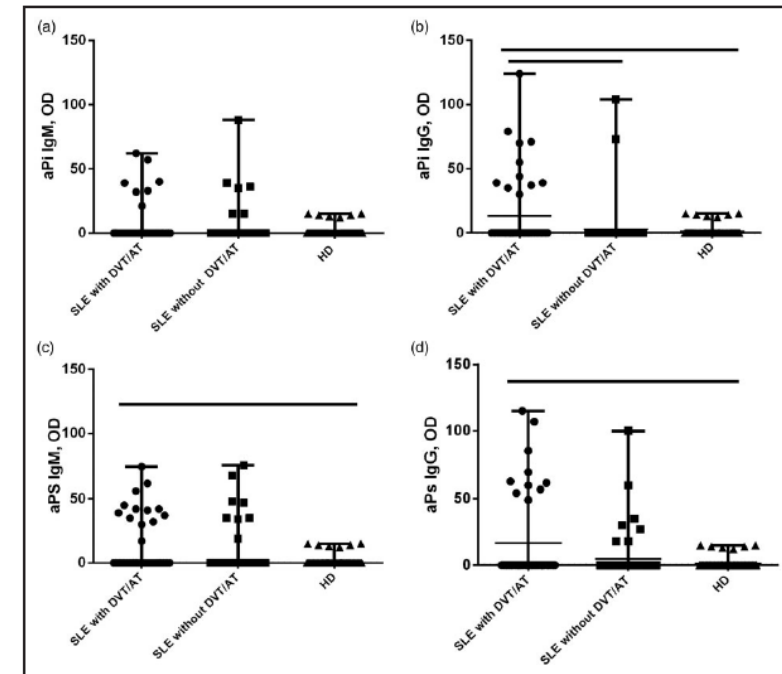 (a)
150
100
50
0
aPi IgM, OD
SLE with DVT/AT
SLE without DVT/AT
HD
(b)
150
100
50
0
aPi IgG, OD
SLE with DVT/AT
SLE without DVT/AT
HD
(c)
150
100
50
0
aPS IgM, OD
SLE with DVT/AT
SLE without DVT/AT
HD
(d)
150
100
50
0
aPs IgG, OD
SLE with DVT/AT
SLE without DVT/AT
HD